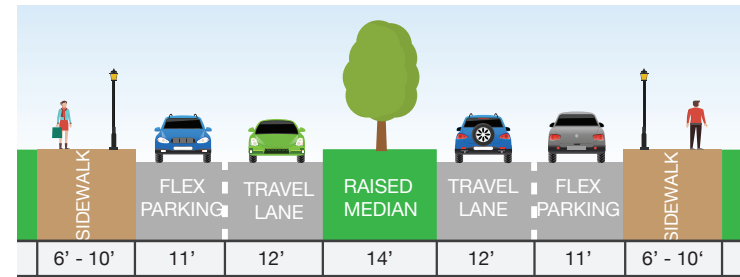 SIDEWALK
FLEX
PARKING
TRAVEL
LANE
RAISED
MEDIAN
TRAVEL
LANE
FLEX
PARKING
SIDEWALK
6’ - 10’
11’
12’
14’
12’
11’
6’ - 10‘